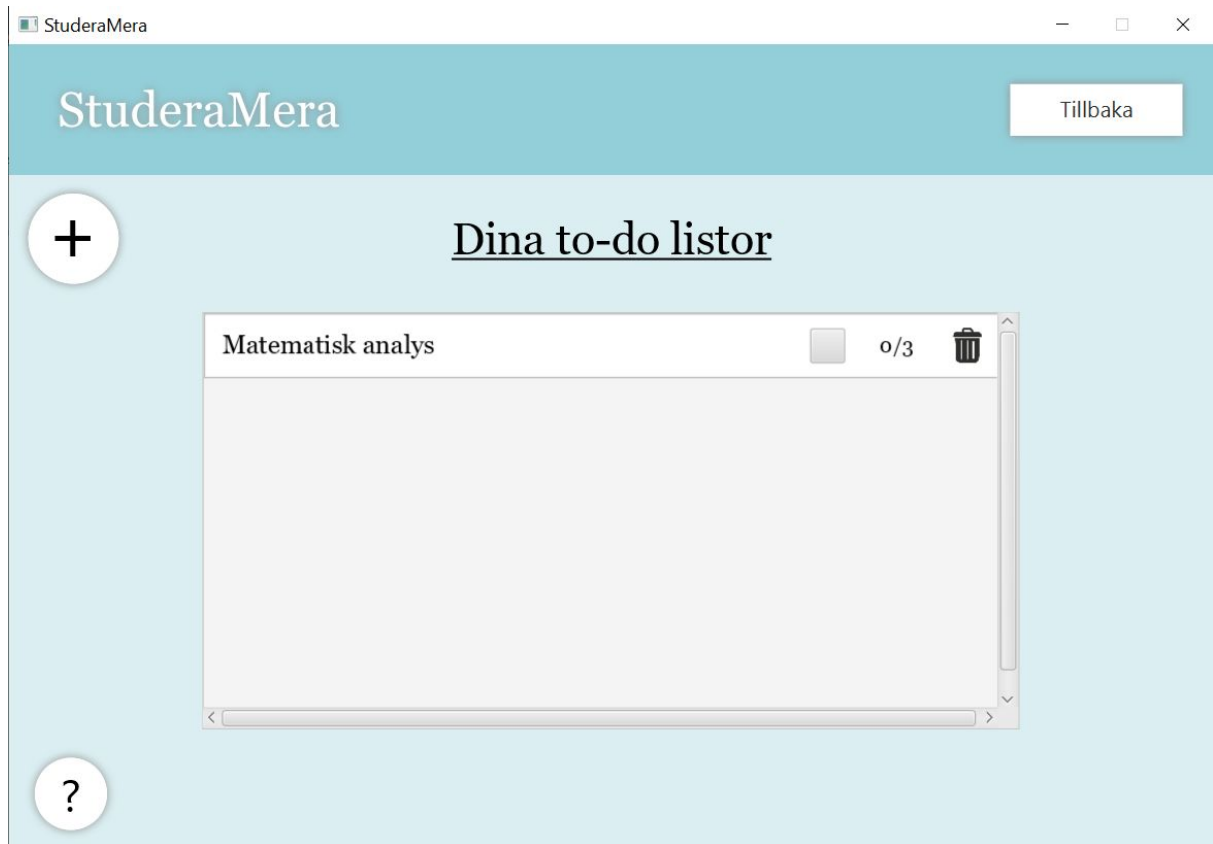 StuderaMera
StuderaMera
Tillbaka
+
Dina to-do listor
Matematisk analys 0/3
?